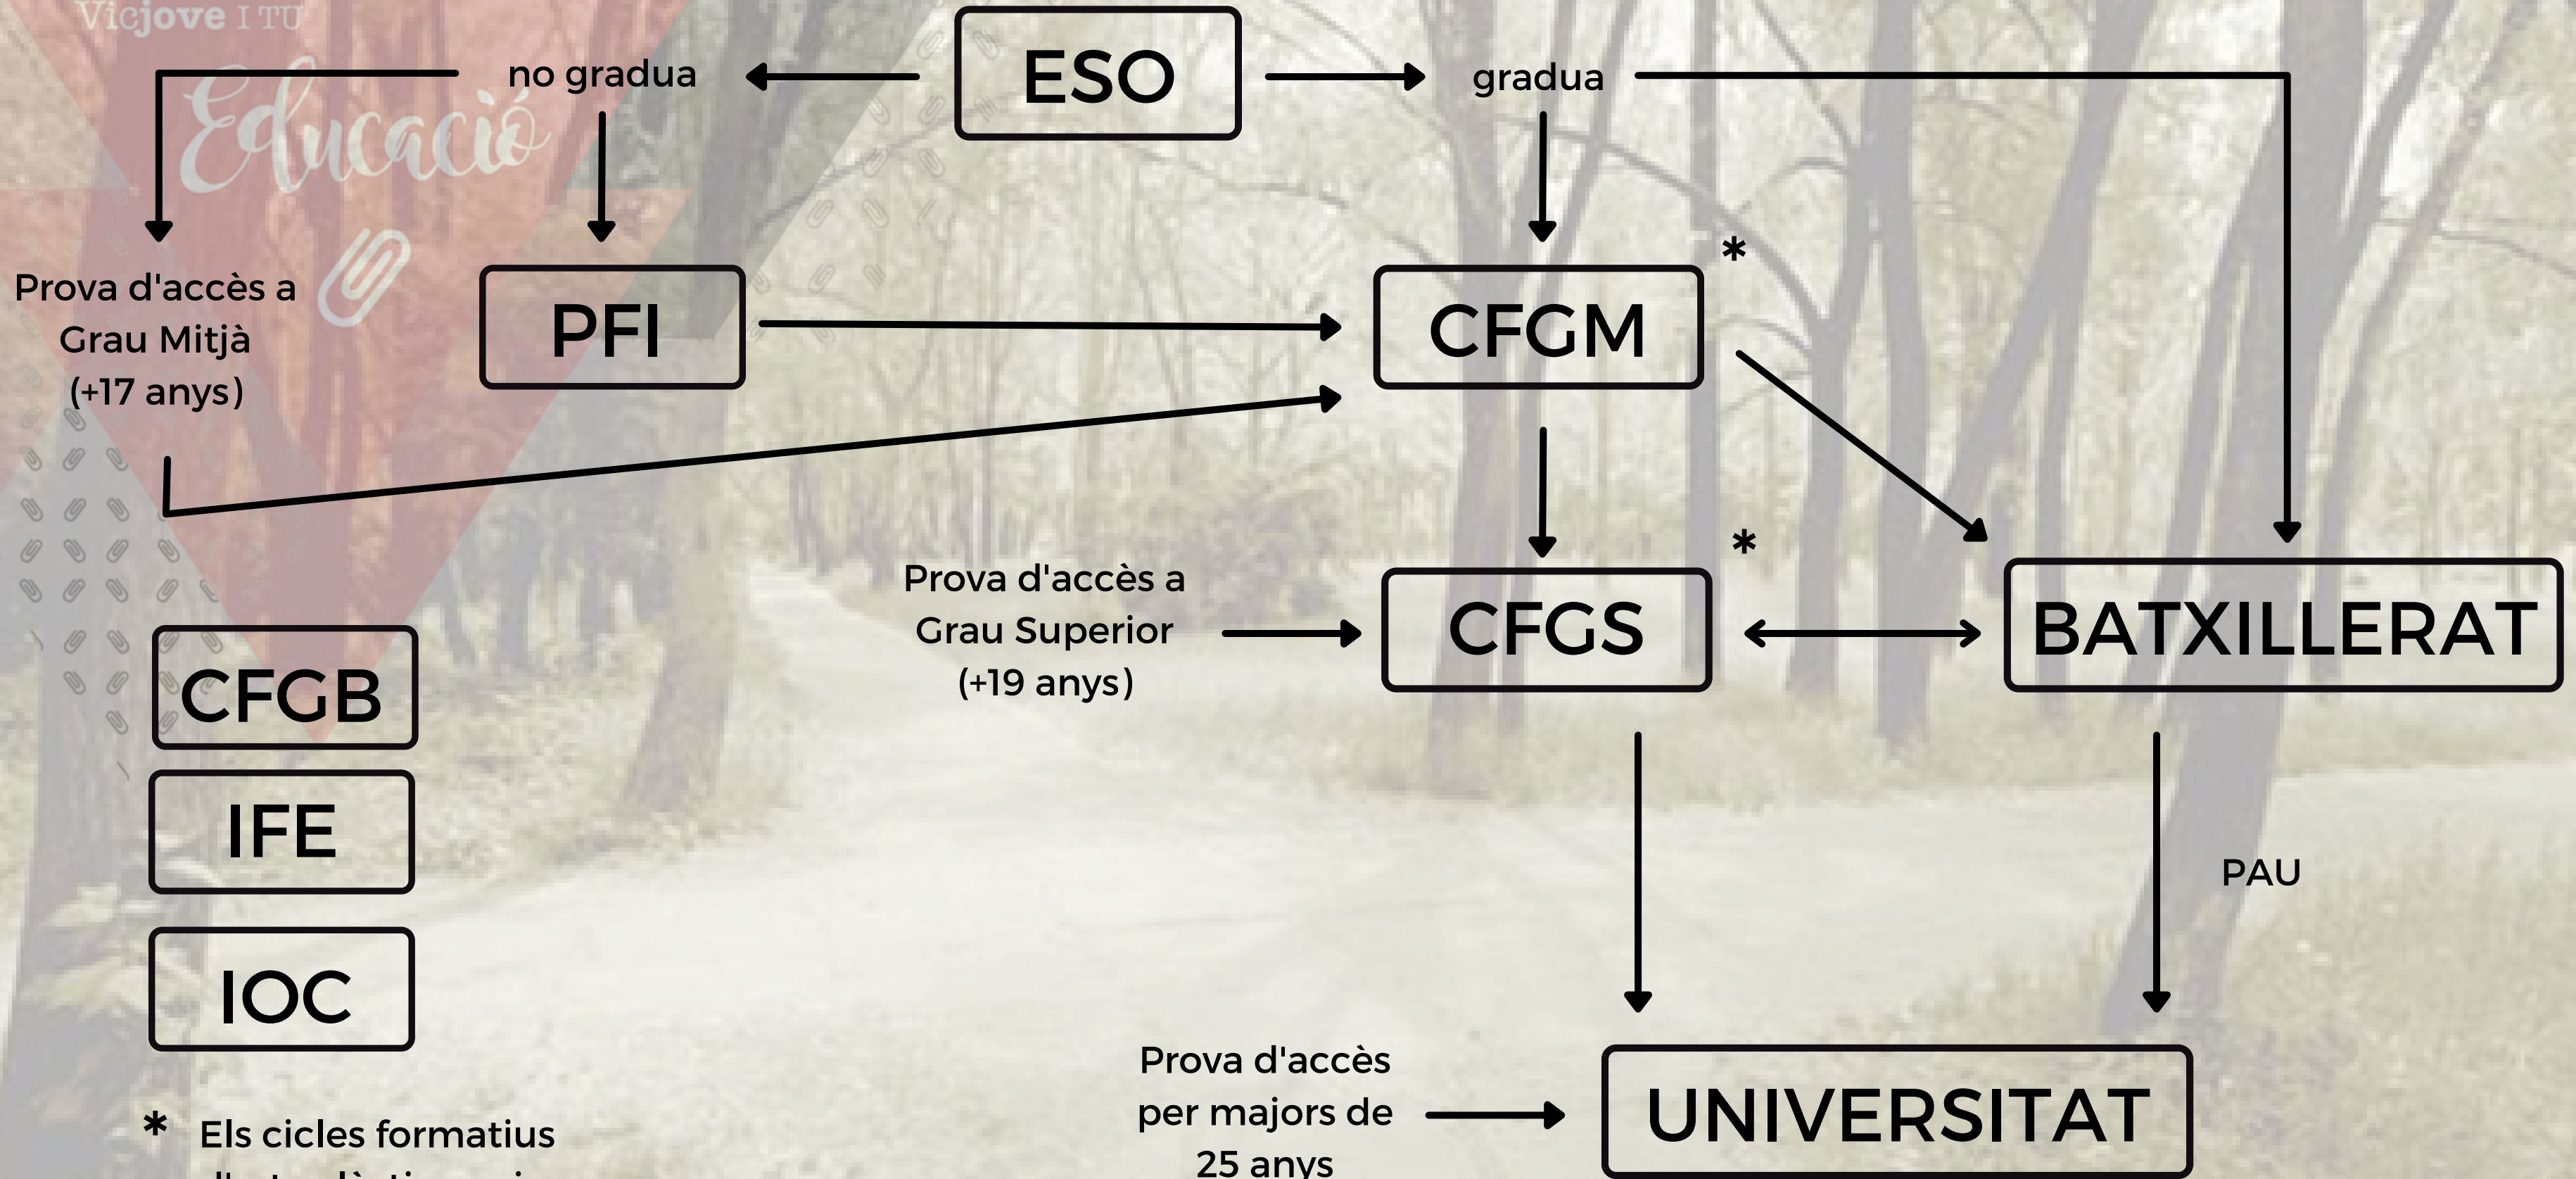 Vicjove I TU
Educació
no gradua
ESO
gradua
Prova d'accès a
Grau Mitjà
(+17 anys)
PFI
CFGM
*
Prova d'accès a
Grau Superior
(+19 anys)
CFGS
*
BATXILLERAT
CFGB
IFE
IOC
PAU
Prova d'accès
per majors de
25 anys
UNIVERSITAT
* Els cicles formatius